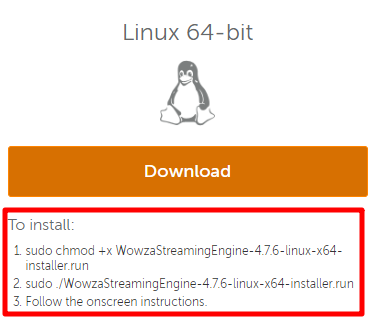 Linux 64-bit
Download
To install:
1. sudo chmod +x WowzaStreamingEngine-4.7.6-linux-x64-
installer.run
2. sudo ./WowzaStreamingEngine-4.7.6-linux-x64-installer.run
3. Follow the onscreen instructions.